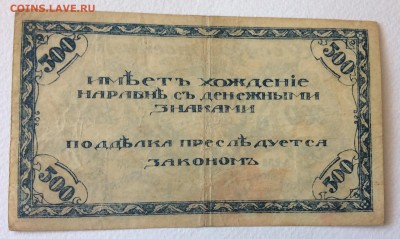 COINS.LAVE.RU
500 500
ИМѢЕТЪ ХОЖДЕНІЕ
НАРАВНѢ СЪ ДЕНЕЖНЫМИ
ЗНАКАМИ
ПОДДѢЛКА ПРЕСЛѢДУЕТСЯ
ЗАКОНОМЪ
500 500